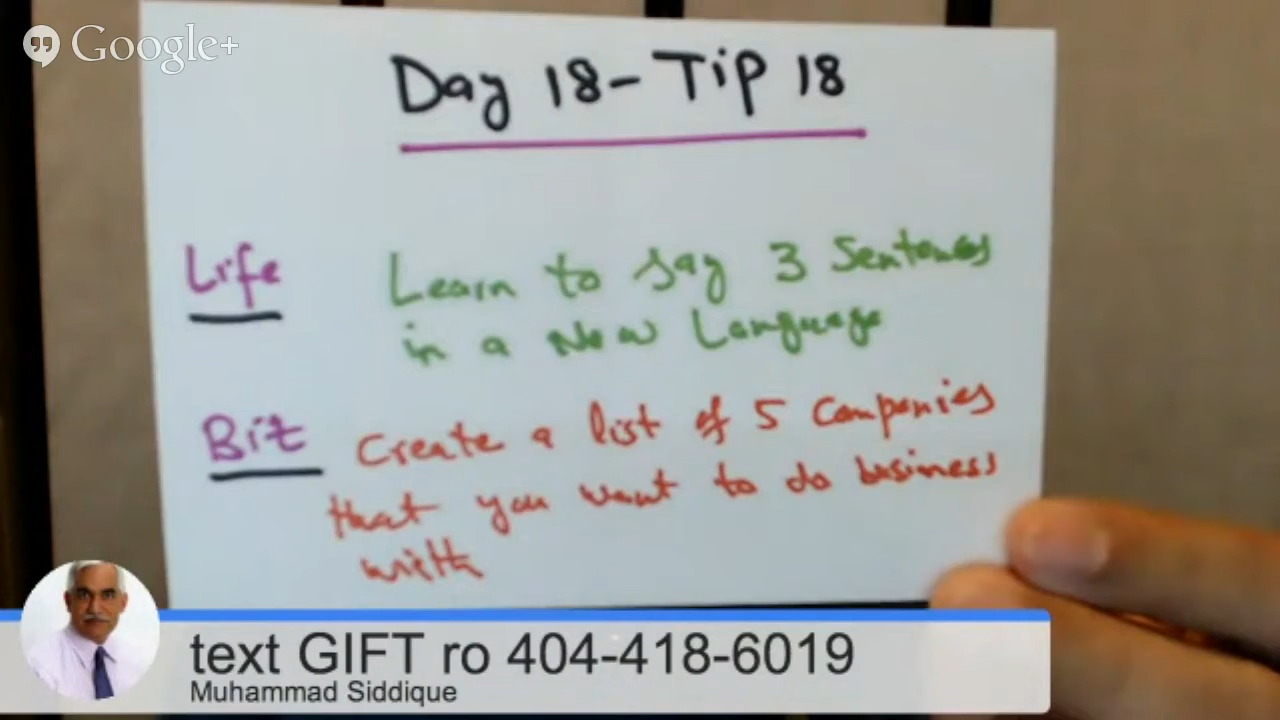 Google+
Day 18 - Tip 18
Life Learn to say 3 Sentences
in a New Language
Biz Create a list of 5 Companies
that you want to do business
with
text GIFT ro 404-418-6019
Muhammad Siddique